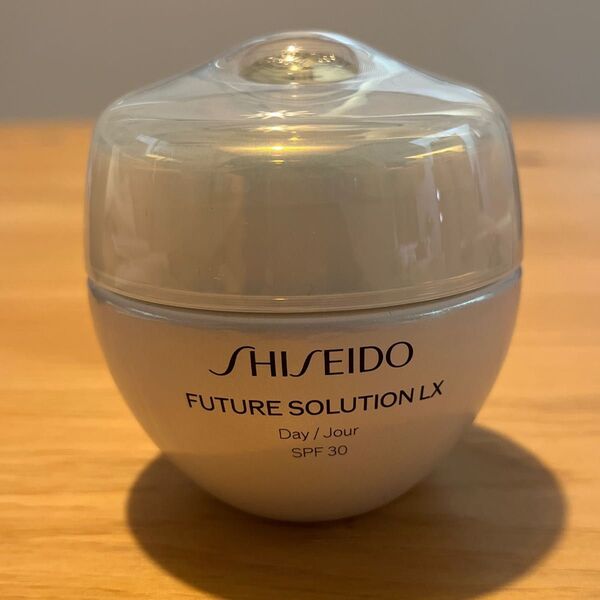 SHISEIDO
FUTURE SOLUTION LX
Day / Jour
SPF 30